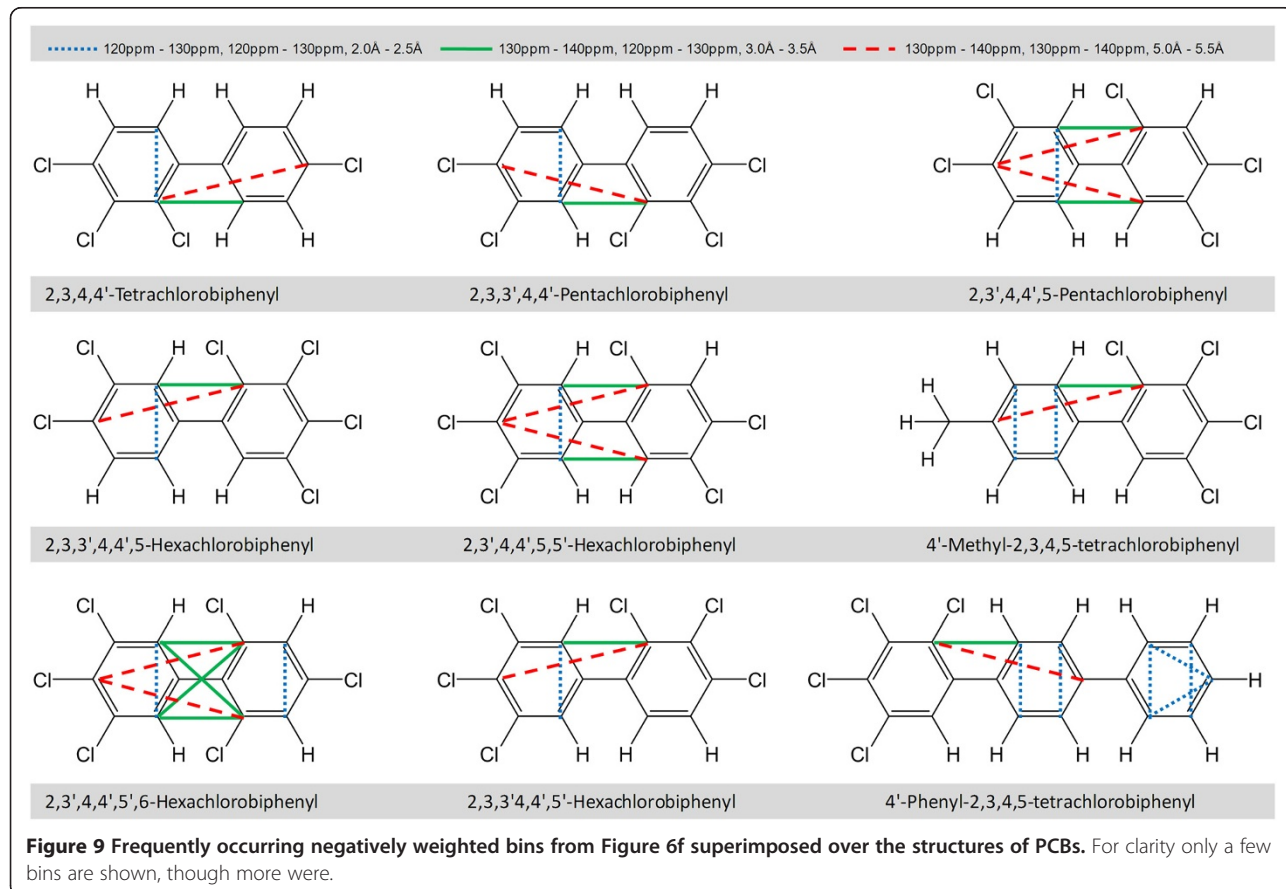 120ppm - 130ppm, 120ppm - 130ppm, 2.0Å - 2.5Å 130ppm - 140ppm, 120ppm - 130ppm, 3.0Å - 3.5Å 130ppm - 140ppm, 130ppm - 140ppm, 5.0Å - 5.5Å
H H H H H H H H Cl H Cl H
Cl Cl Cl Cl Cl Cl
Cl Cl H H Cl H Cl Cl H H H Cl
2,3,4,4'-Tetrachlorobiphenyl 2,3,3',4,4'-Pentachlorobiphenyl 2,3',4,4',5-Pentachlorobiphenyl
Cl H Cl Cl Cl H Cl H H H Cl Cl
H
Cl Cl Cl Cl H C Cl
H
H H H Cl Cl H H Cl H H H Cl
2,3,3',4,4',5-Hexachlorobiphenyl 2,3',4,4',5,5'-Hexachlorobiphenyl 4'-Methyl-2,3,4,5-tetrachlorobiphenyl
Cl H Cl H Cl H Cl Cl Cl Cl H H H H
Cl Cl Cl Cl Cl H
Cl H Cl H Cl H H H Cl H H H H H
2,3',4,4',5',6-Hexachlorobiphenyl 2,3,3'4,4',5'-Hexachlorobiphenyl 4'-Phenyl-2,3,4,5-tetrachlorobiphenyl
Figure 9 Frequently occurring negatively weighted bins from Figure 6f superimposed over the structures of PCBs. For clarity only a few
bins are shown, though more were.